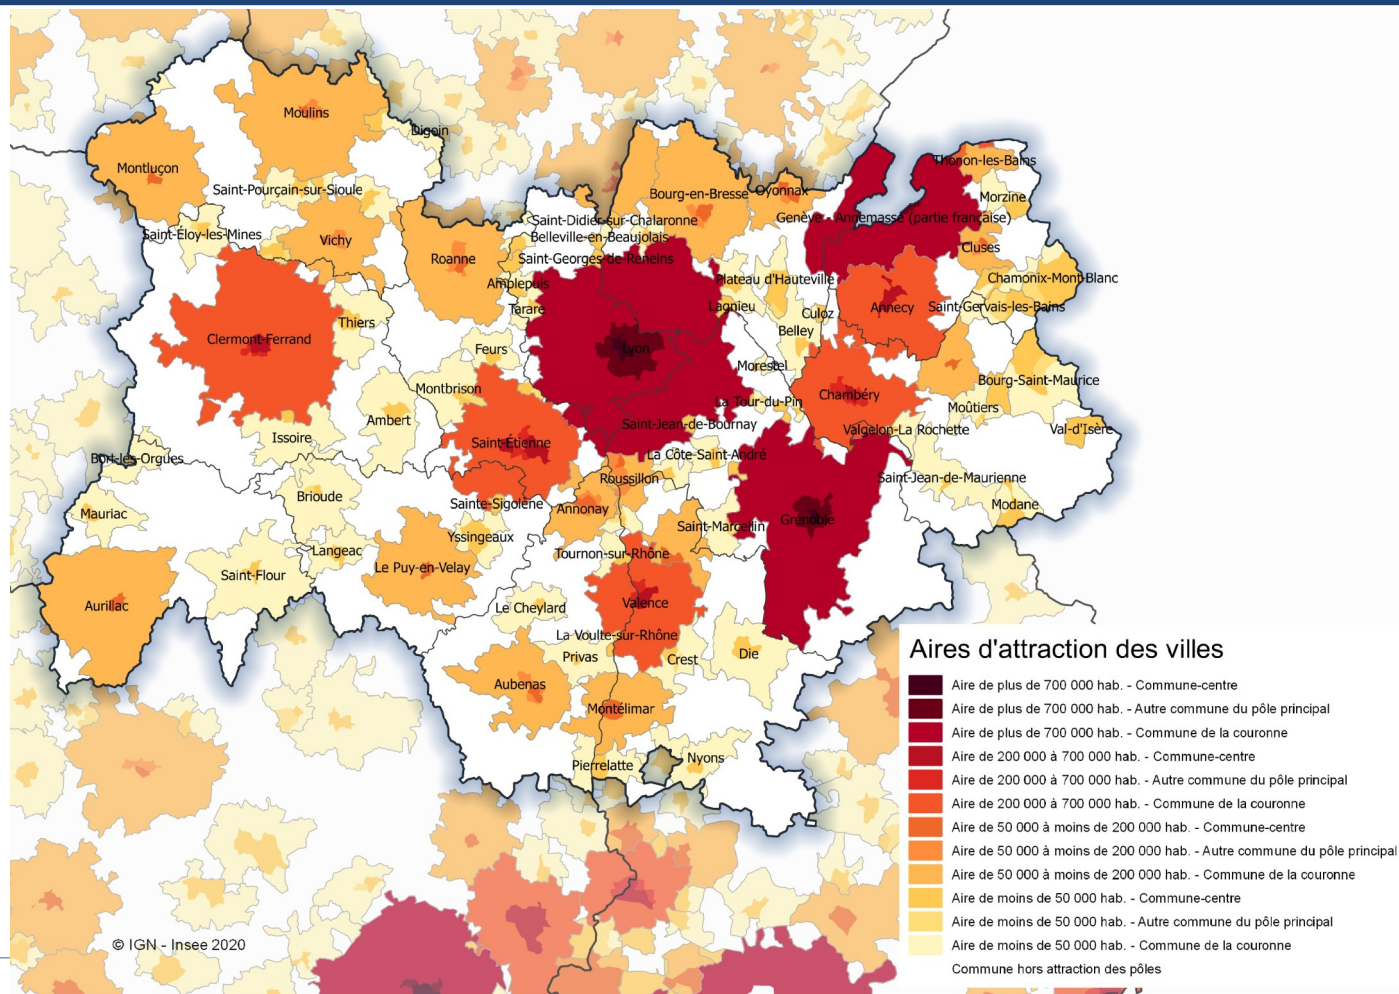 Moulins
Digoin
Montluçon
Saint-Pourçain-sur-Sioule
Saint-Eloy-les-Mines
Vichy
Roanne
Bourg-en-Bresse
Oyonnax
Thonon-les-Bains
Morzine
Saint-Didier-sur-Chalaronne
Belleville-en-Beaujolais
Saint-Georges-de-Reneins
Genève - Annemasse (partie française)
Cluses
Amplepuis
Tarare
Plateau d'Hauteville
Chamonix-Mont-Blanc
Lagnieu
Culoz
Annecy
Saint-Gervais-les-Bains
Belley
Clermont-Ferrand
Thiers
Feurs
Lyon
Morestel
Montbrison
Bourg-Saint-Maurice
Chambéry
La Tour-du-Pin
Moûtiers
Ambert
Issoire
Saint-Étienne
Saint-Jean-de-Bournay
Valgelon-La Rochette
Val-d'Isère
Bort-les-Orgues
La Côte-Saint-André
Roussillon
Saint-Jean-de-Maurienne
Brioude
Sainte-Sigolène
Annonay
Modane
Mauriac
Saint-Marcellin
Grenoble
Yssingeaux
Langeac
Tournon-sur-Rhône
Saint-Flour
Le Puy-en-Velay
Aurillac
Le Cheylard
Valence
La Voulte-sur-Rhône
Privas
Crest
Die
Aubenas
Montélimar
Pierrelatte
Nyons
Aires d'attraction des villes
Aire de plus de 700 000 hab. - Commune-centre
Aire de plus de 700 000 hab. - Autre commune du pôle principal
Aire de plus de 700 000 hab. - Commune de la couronne
Aire de 200 000 à 700 000 hab. - Commune-centre
Aire de 200 000 à 700 000 hab. - Autre commune du pôle principal
Aire de 200 000 à 700 000 hab. - Commune de la couronne
Aire de 50 000 à moins de 200 000 hab. - Commune-centre
Aire de 50 000 à moins de 200 000 hab. - Autre commune du pôle principal
Aire de 50 000 à moins de 200 000 hab. - Commune de la couronne
Aire de moins de 50 000 hab. - Commune-centre
Aire de moins de 50 000 hab. - Autre commune du pôle principal
Aire de moins de 50 000 hab. - Commune de la couronne
Commune hors attraction des pôles
© IGN - Insee 2020